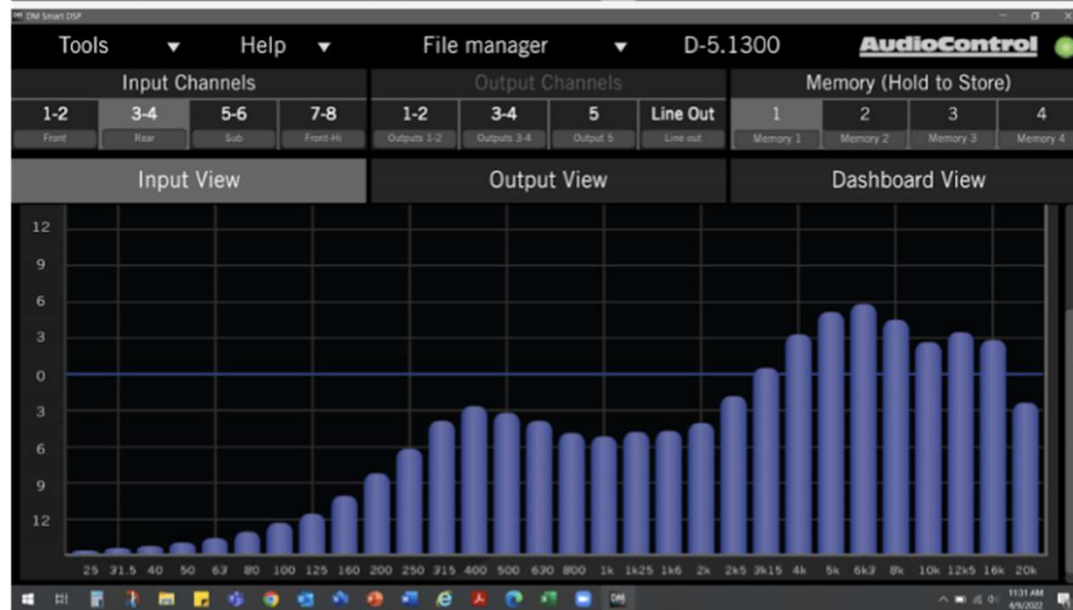 DM Smart DSP
Tools Help File manager D-5.1300 AudioControl
Input Channels Output Channels Memory (Hold to Store)
1-2 3-4 5-6 7-8 1-2 3-4 5 Line Out 1 2 3 4
Front Rear Sub Front-Hi Outputs 1-2 Outputs 3-4 Output 5 Line out Memory 1 Memory 2 Memory 3 Memory 4
Input View Output View Dashboard View
12
9
6
3
0
3
6
9
12
25 31.5 40 50 63 80 100 125 160 200 250 315 400 500 630 800 1k 1k25 1k6 2k 2k5 3k15 4k 5k 6k3 8k 10k 12k5 16k 20k
DM
11:31 AM
4/9/2022